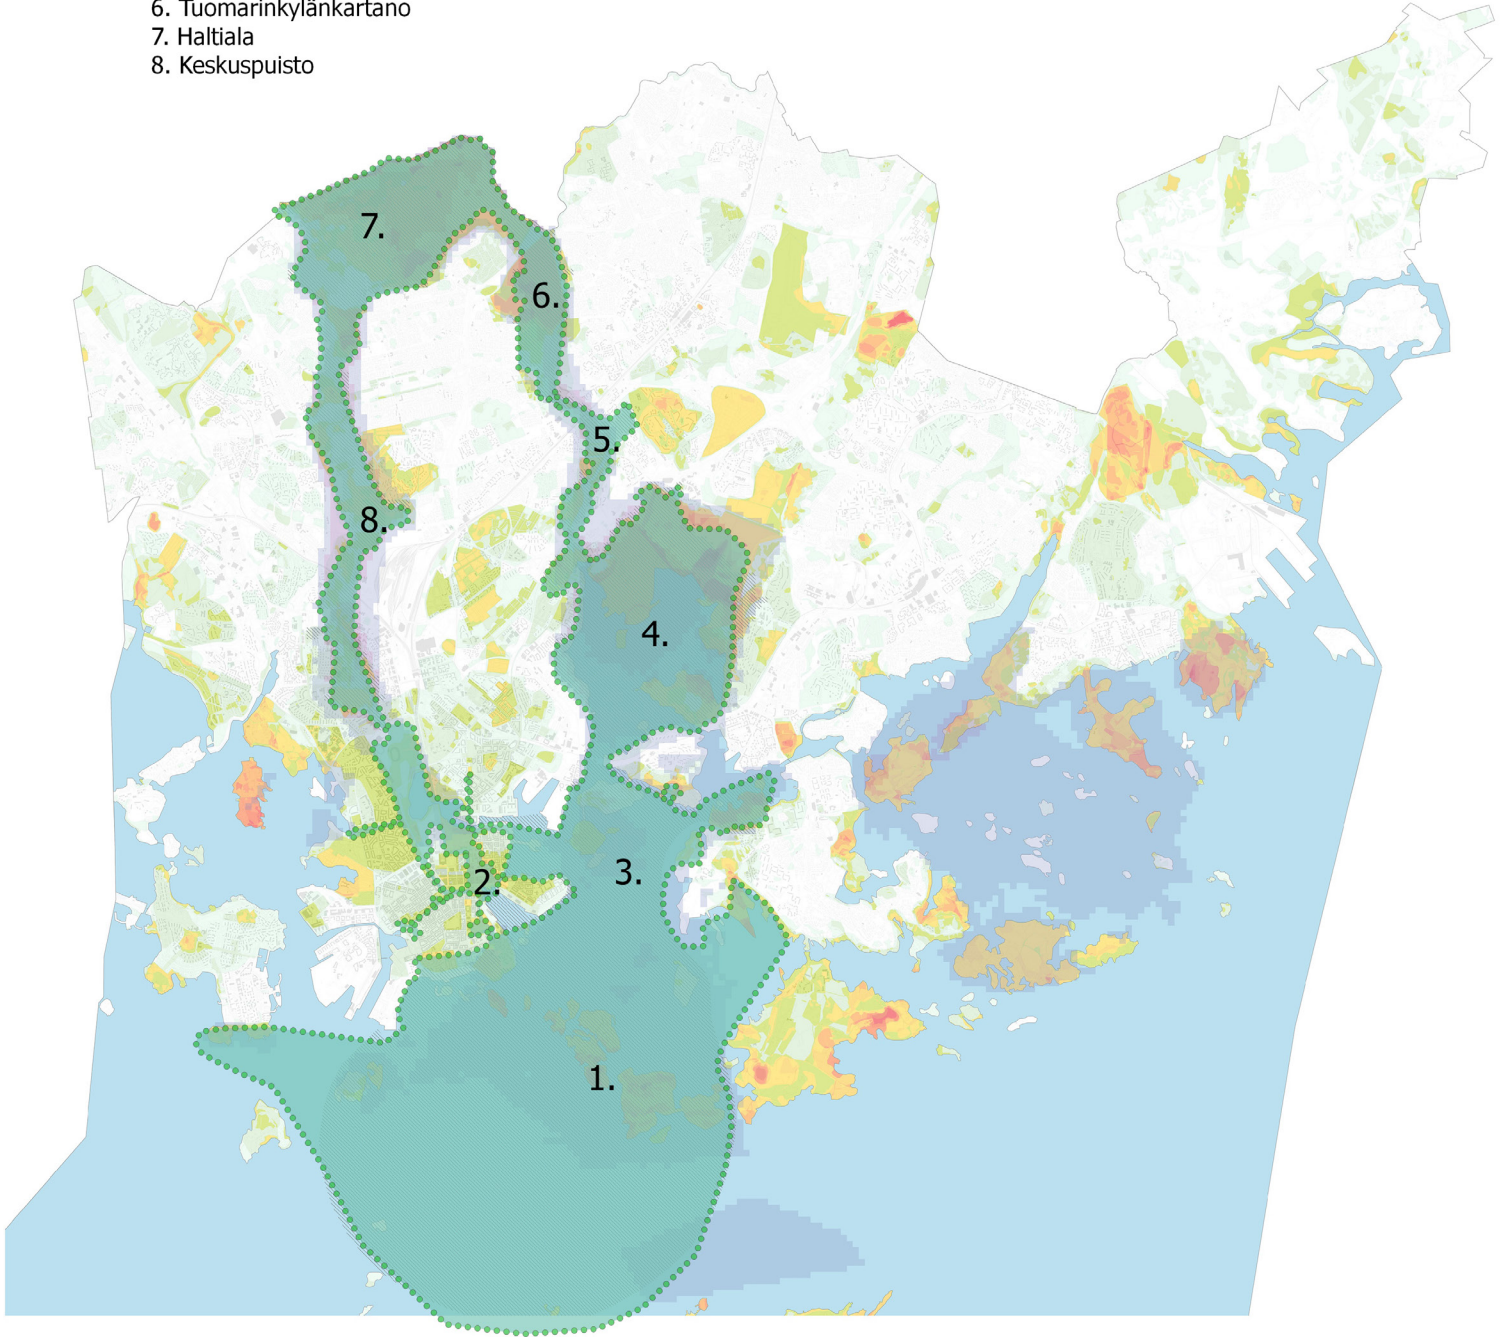 6. Tuomarinkylänkartano
7. Haltiala
8. Keskuspuisto
7.
6.
5.
8.
4.
3.
2.
1.